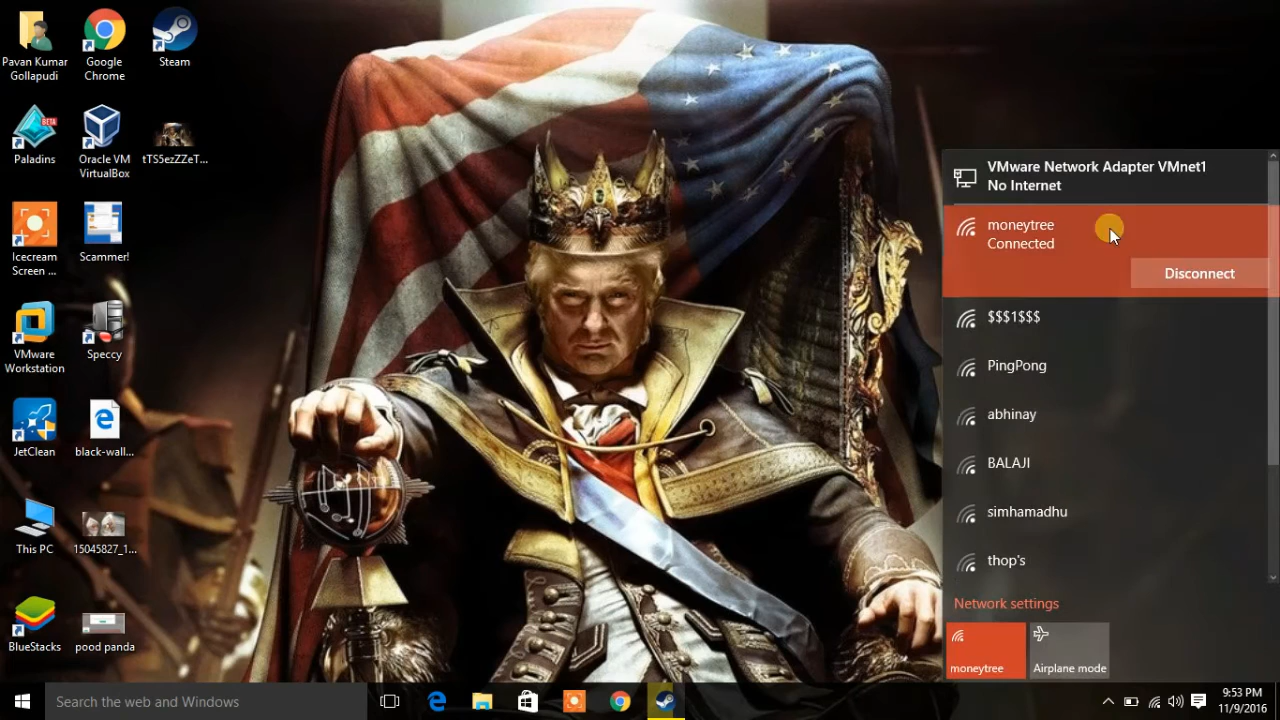 Pavan Kumar
Gollapudi
Google
Chrome
Steam
Paladins
BETA
Oracle VM
VirtualBox
tTS5ezZZeT...
Icecream
Screen ...
Scammer!
VMware
Workstation
Speccy
JetClean
black-wall...
This PC
15045827_1...
BlueStacks
pood panda
VMware Network Adapter VMnet1
No Internet
moneytree
Connected
Disconnect
$$$1$$$
PingPong
abhinay
BALAJI
simhamadhu
thop's
Network settings
moneytree
Airplane mode
Search the web and Windows
9:53 PM
11/9/2016